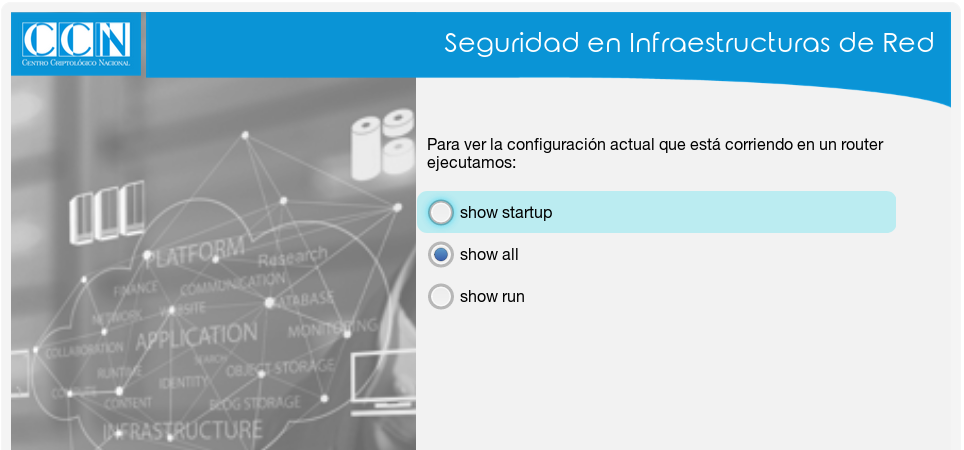 CCN
CENTRO CRIPTOLÓGICO NACIONAL
Seguridad en Infraestructuras de Red
Para ver la configuración actual que está corriendo en un router
ejecutamos:
show startup
show all
show run
PLATFORM
Research
FINANCE
COMMUNICATION
NETWORK
WEBSITE
DATABASE
APPLICATION
MONITORING
COLLABORATION
SEARCH
RUNTIME
IDENTITY
OBJECT STORAGE
COMPUTE
CONTENT
BLOG STORAGE
INFRASTRUCTURE